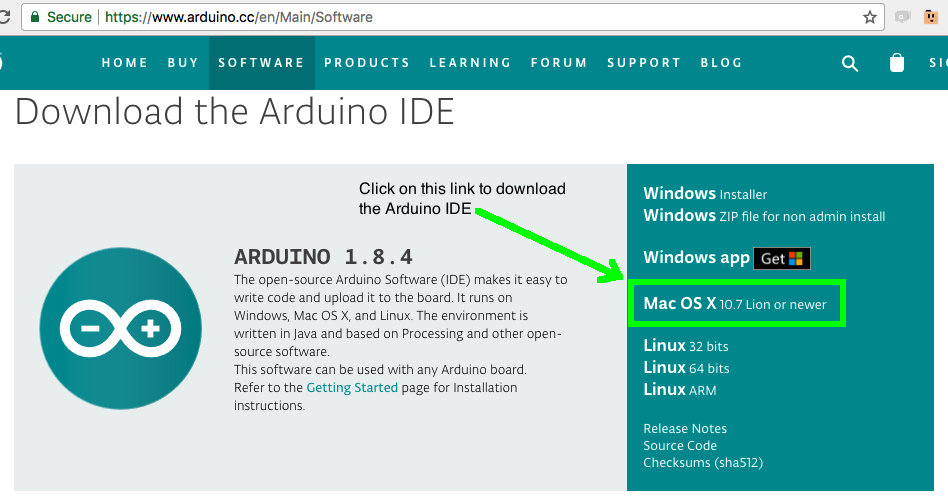 Secure https://www.arduino.cc/en/Main/Software
HOME BUY SOFTWARE PRODUCTS LEARNING FORUM SUPPORT BLOG
Download the Arduino IDE
Click on this link to download
the Arduino IDE
ARDUINO 1.8.4
The open-source Arduino Software (IDE) makes it easy to
write code and upload it to the board. It runs on
Windows, Mac OS X, and Linux. The environment is
written in Java and based on Processing and other open-
source software.
This software can be used with any Arduino board.
Refer to the Getting Started page for Installation
instructions.
Windows Installer
Windows ZIP file for non admin install
Windows app Get
Mac OS X 10.7 Lion or newer
Linux 32 bits
Linux 64 bits
Linux ARM
Release Notes
Source Code
Checksums (sha512)